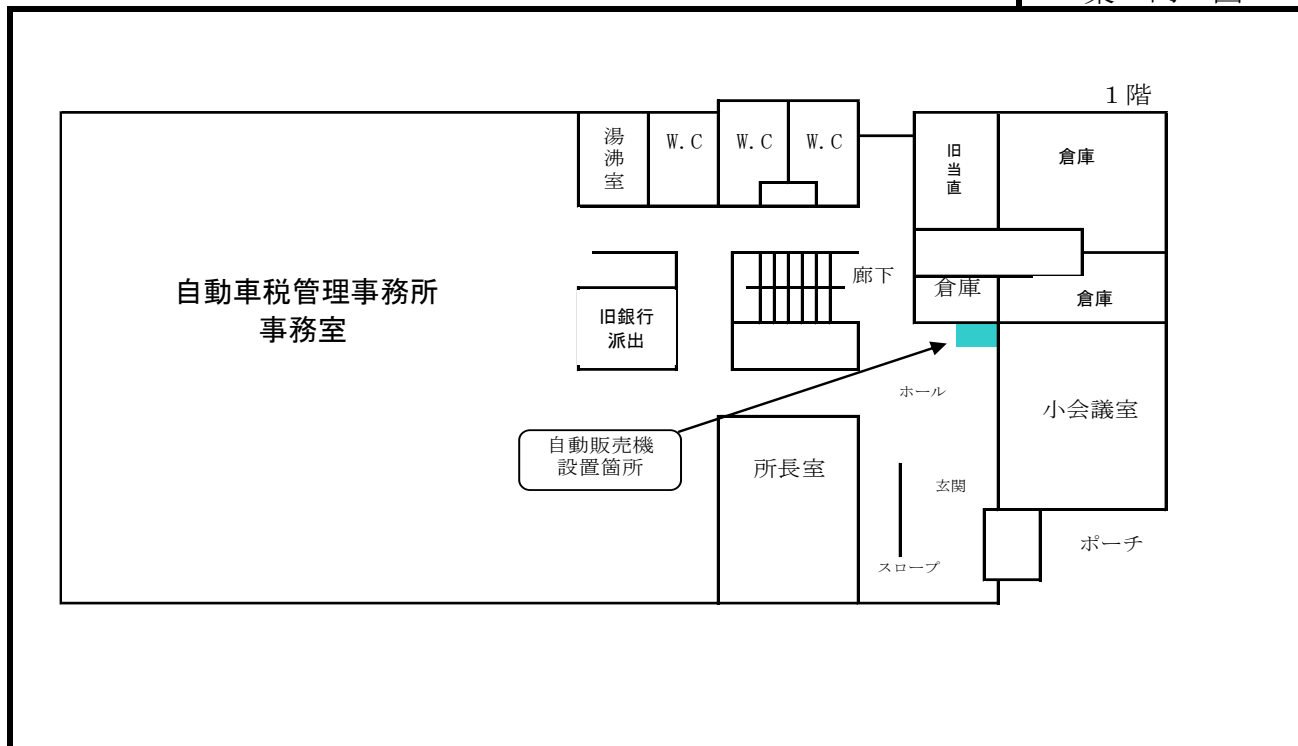 １階
湯沸室
W.C
W.C
W.C
旧当直
倉庫
廊下
倉庫
倉庫
自動車税管理事務所
事務室
旧銀行
派出
ホール
小会議室
自動販売機
設置箇所
所長室
玄関
ポーチ
スロープ